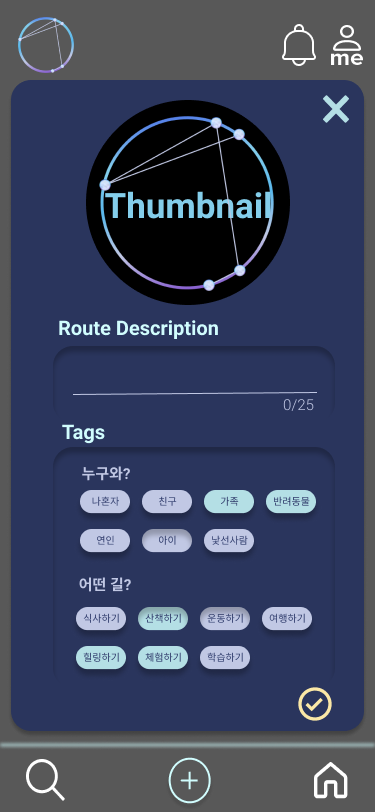 me
Thumbnail
Route Description
0/25
Tags
누구와?
나혼자 친구 가족 반려동물
연인 아이 낯선사람
어떤 길?
식사하기 산책하기 운동하기 여행하기
힐링하기 체험하기 학습하기